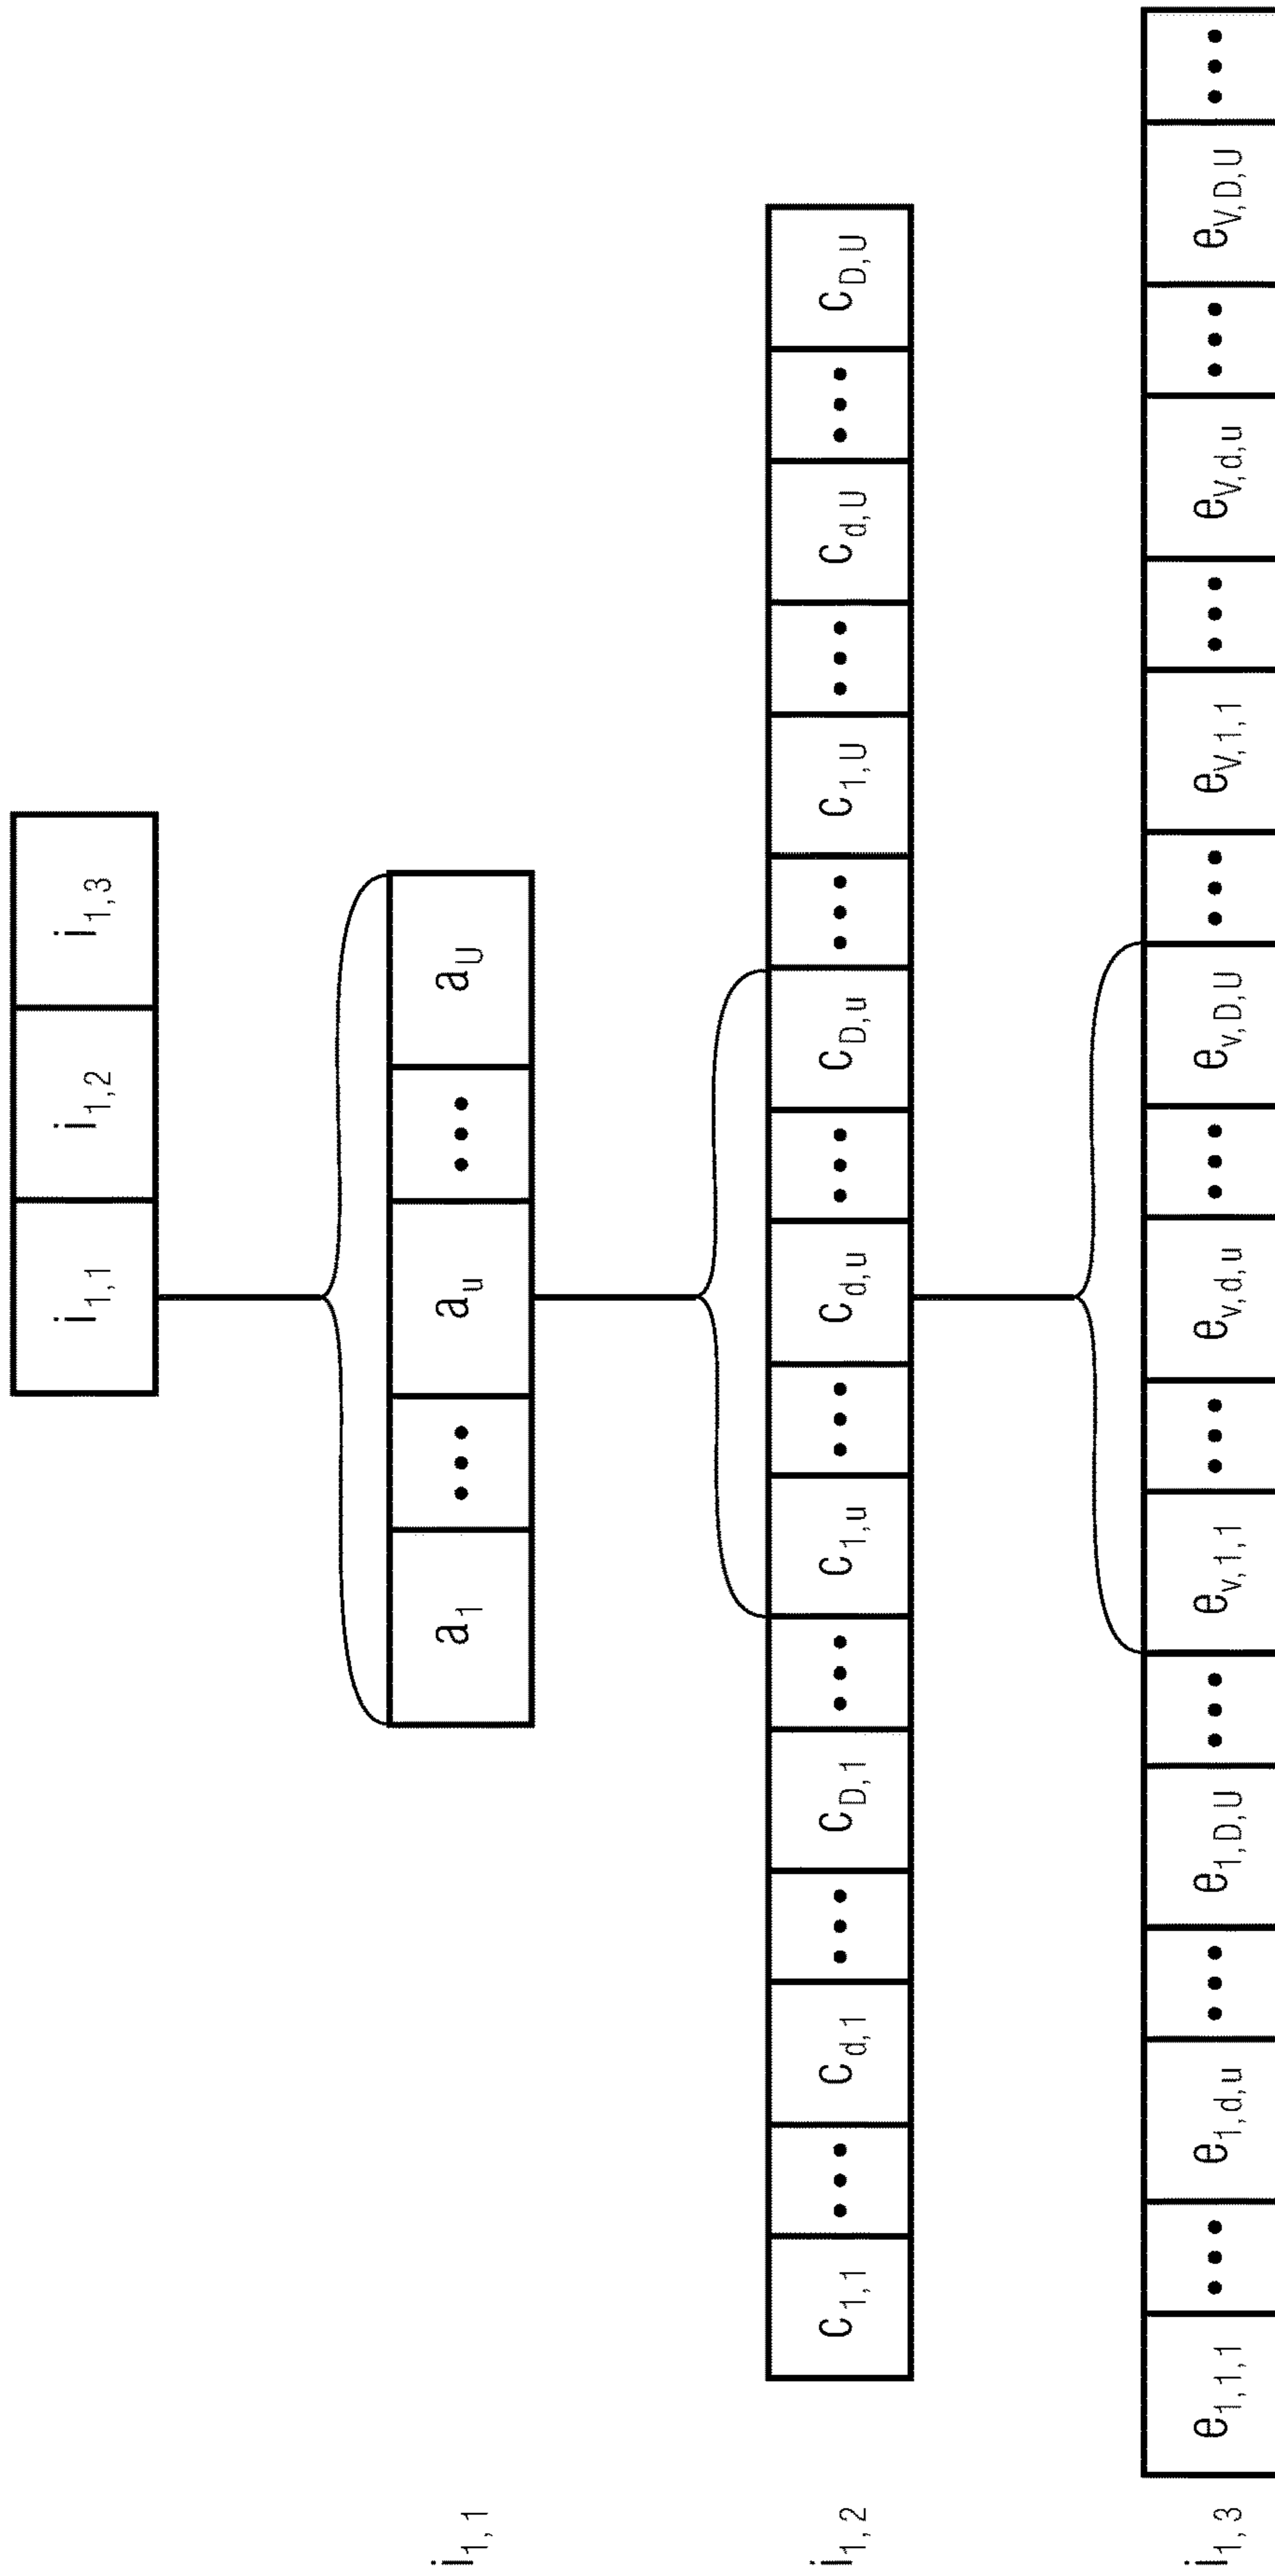 i1,1 i1,2 i1,3
i1,1 a1 ••• au ••• aU
i1,2 c1,1 ••• cd,1 ••• cD,1 ••• c1,u ••• cd,u ••• cD,u ••• c1,U ••• cd,U ••• cD,U
i1,3 e1,1,1 ••• e1,d,u ••• e1,D,U ••• ev,1,1 ••• ev,d,u ••• ev,D,U ••• eV,1,1 ••• eV,d,u ••• eV,D,U •••